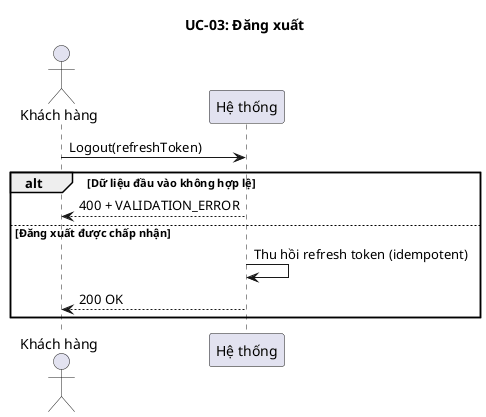 UC-03: Đăng xuất
Khách hàng
Hệ thống
Logout(refreshToken)
alt
[Dữ liệu đầu vào không hợp lệ]
400 + VALIDATION_ERROR
[Đăng xuất được chấp nhận]
Thu hồi refresh token (idempotent)
200 OK
Khách hàng
Hệ thống